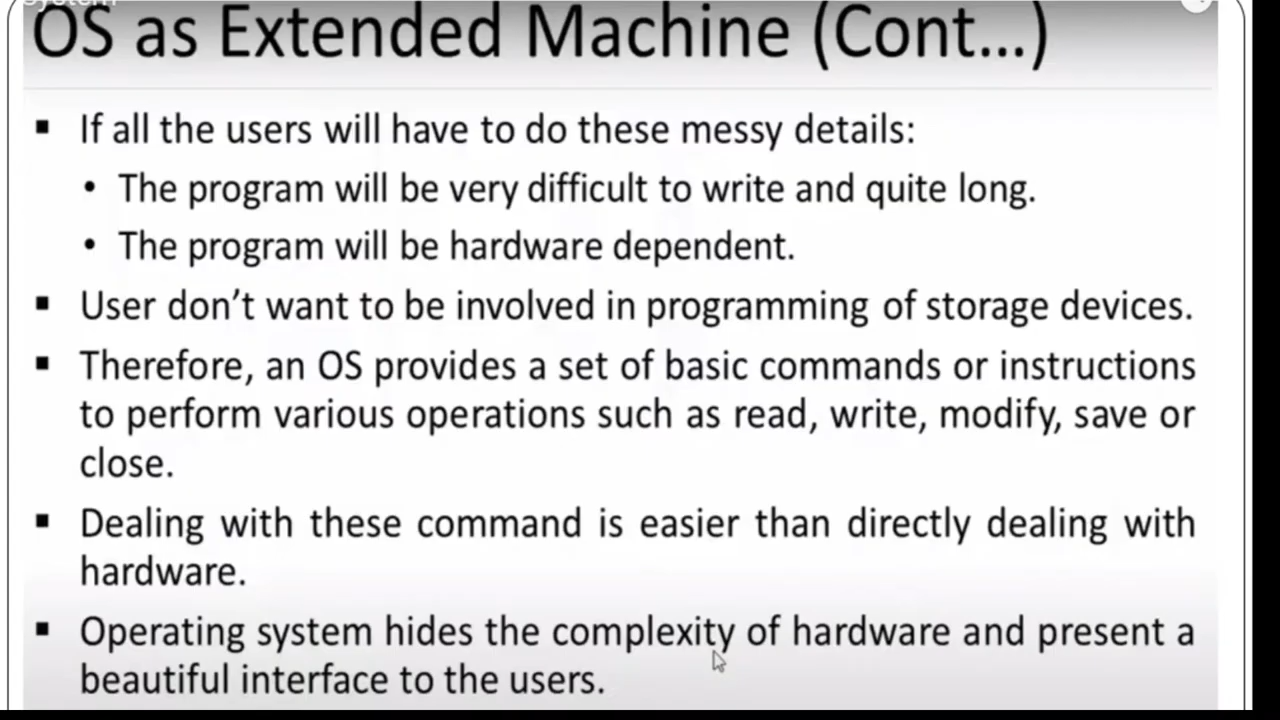 System
OS as Extended Machine (Cont...)
▪ If all the users will have to do these messy details:
• The program will be very difficult to write and quite long.
• The program will be hardware dependent.
▪ User don't want to be involved in programming of storage devices.
▪ Therefore, an OS provides a set of basic commands or instructions
to perform various operations such as read, write, modify, save or
close.
▪ Dealing with these command is easier than directly dealing with
hardware.
▪ Operating system hides the complexity of hardware and present a
beautiful interface to the users.